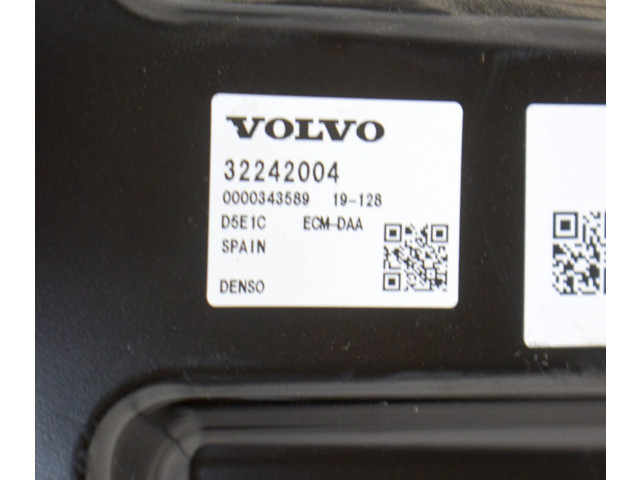 VOLVO
32242004
0000343589 19-128
D5E1C ECM-DAA
SPAIN
DENSO